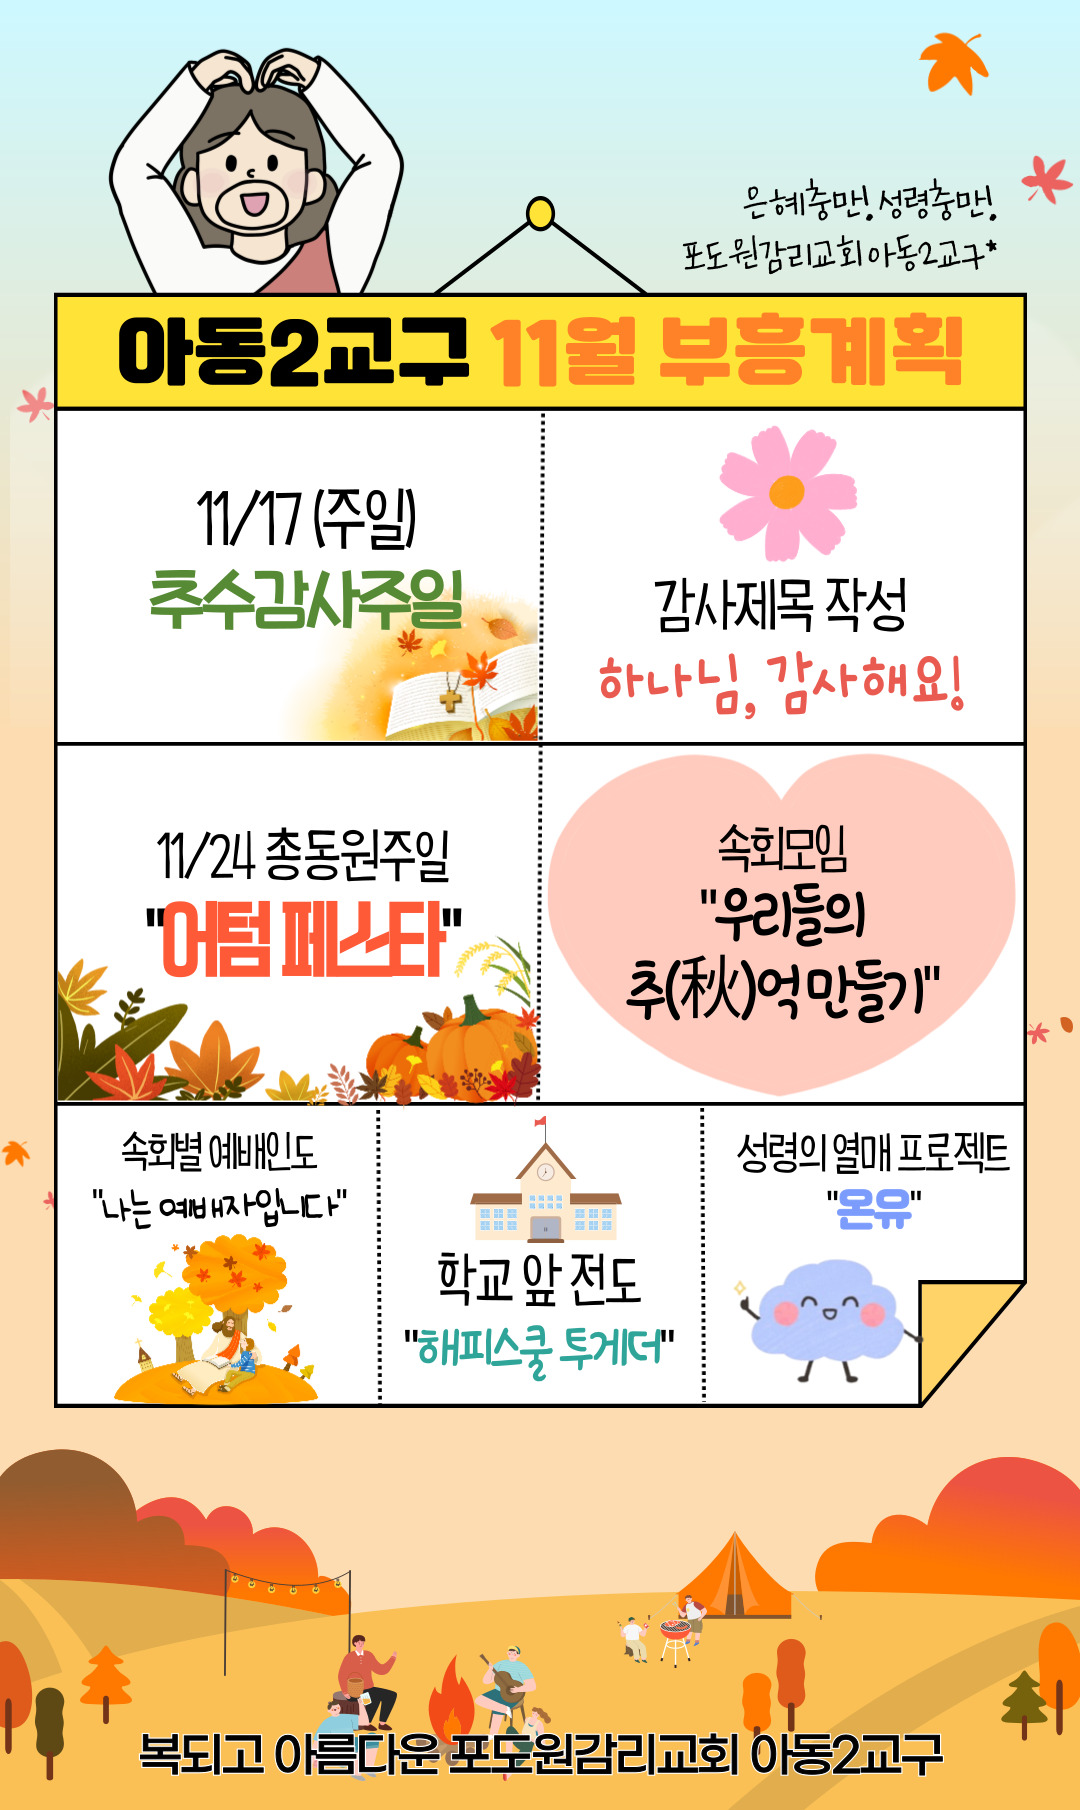 은혜충만! 성령충만!
포도원감리교회 아동2교구*
아동2교구 11월 부흥계획
11/17 (주일)
추수감사주일
감사제목 작성
하나님, 감사해요!
11/24 총동원주일
"어텀 페스타"
속회모임
"우리들의
추(秋)억 만들기"
속회별 예배인도
"나는 예배자입니다"
학교 앞 전도
"해피스쿨 투게더"
성령의 열매 프로젝트
"온유"
복되고 아름다운 포도원감리교회 아동2교구